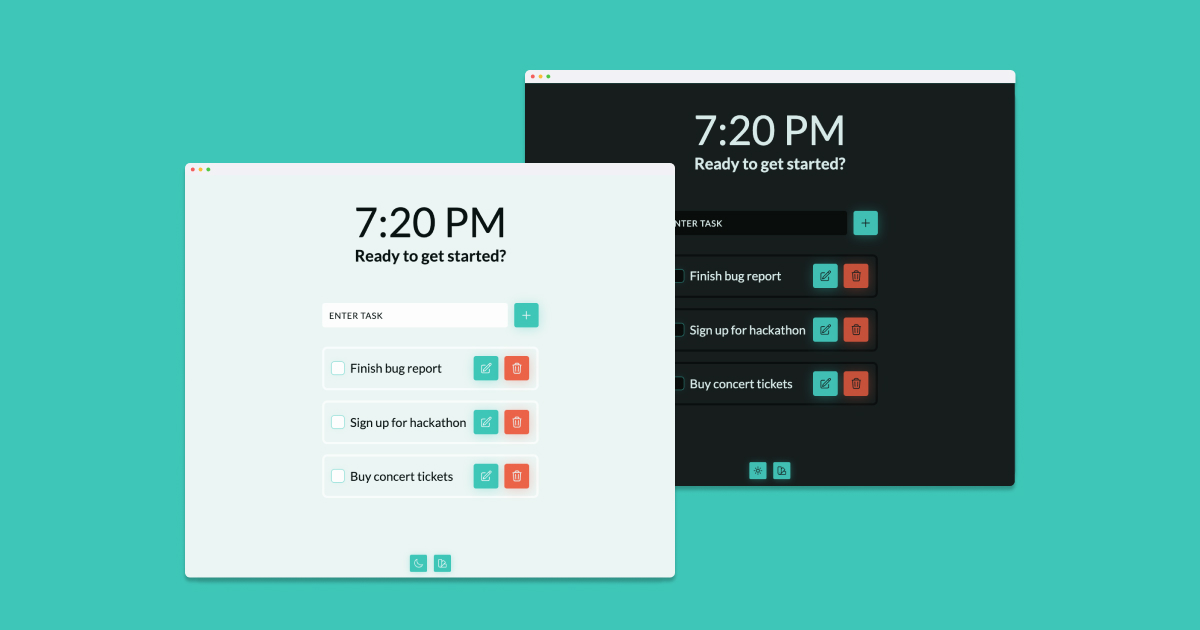 7:20 PM
Ready to get started?
ENTER TASK
Finish bug report
Sign up for hackathon
Buy concert tickets
7:20 PM
Ready to get started?
NTER TASK
Finish bug report
Sign up for hackathon
Buy concert tickets